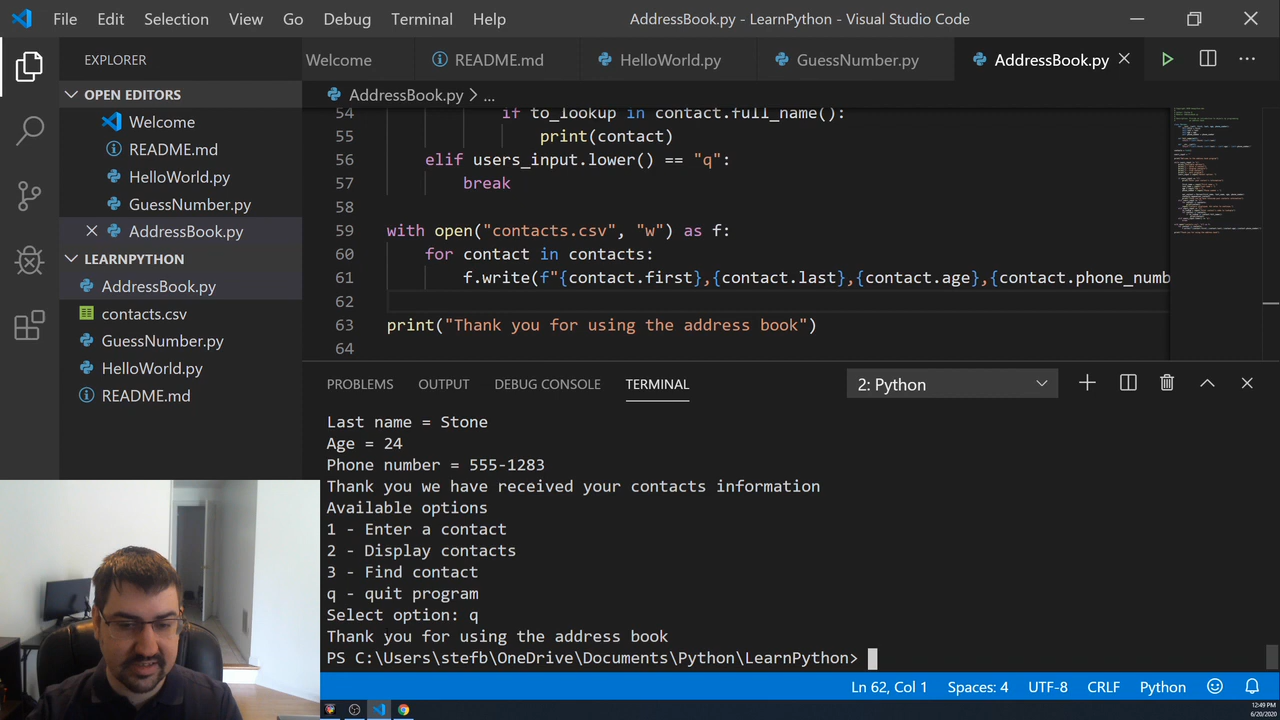 File Edit Selection View Go Debug Terminal Help AddressBook.py - LearnPython - Visual Studio Code
EXPLORER
Welcome README.md HelloWorld.py GuessNumber.py AddressBook.py
OPEN EDITORS
Welcome
README.md
HelloWorld.py
GuessNumber.py
AddressBook.py
LEARNPYTHON
AddressBook.py
contacts.csv
GuessNumber.py
HelloWorld.py
README.md
AddressBook.py > ...
54 if to_lookup in contact.full_name():
55 print(contact)
56 elif users_input.lower() == "q":
57 break
58
59 with open("contacts.csv", "w") as f:
60 for contact in contacts:
61 f.write(f"{contact.first},{contact.last},{contact.age},{contact.phone_numb
62
63 print("Thank you for using the address book")
64
PROBLEMS OUTPUT DEBUG CONSOLE TERMINAL 2: Python
Last name = Stone
Age = 24
Phone number = 555-1283
Thank you we have received your contacts information
Available options
1 - Enter a contact
2 - Display contacts
3 - Find contact
q - quit program
Select option: q
Thank you for using the address book
PS C:\Users\stefb\OneDrive\Documents\Python\LearnPython>
Ln 62, Col 1 Spaces: 4 UTF-8 CRLF Python
12:49 PM
6/20/2020